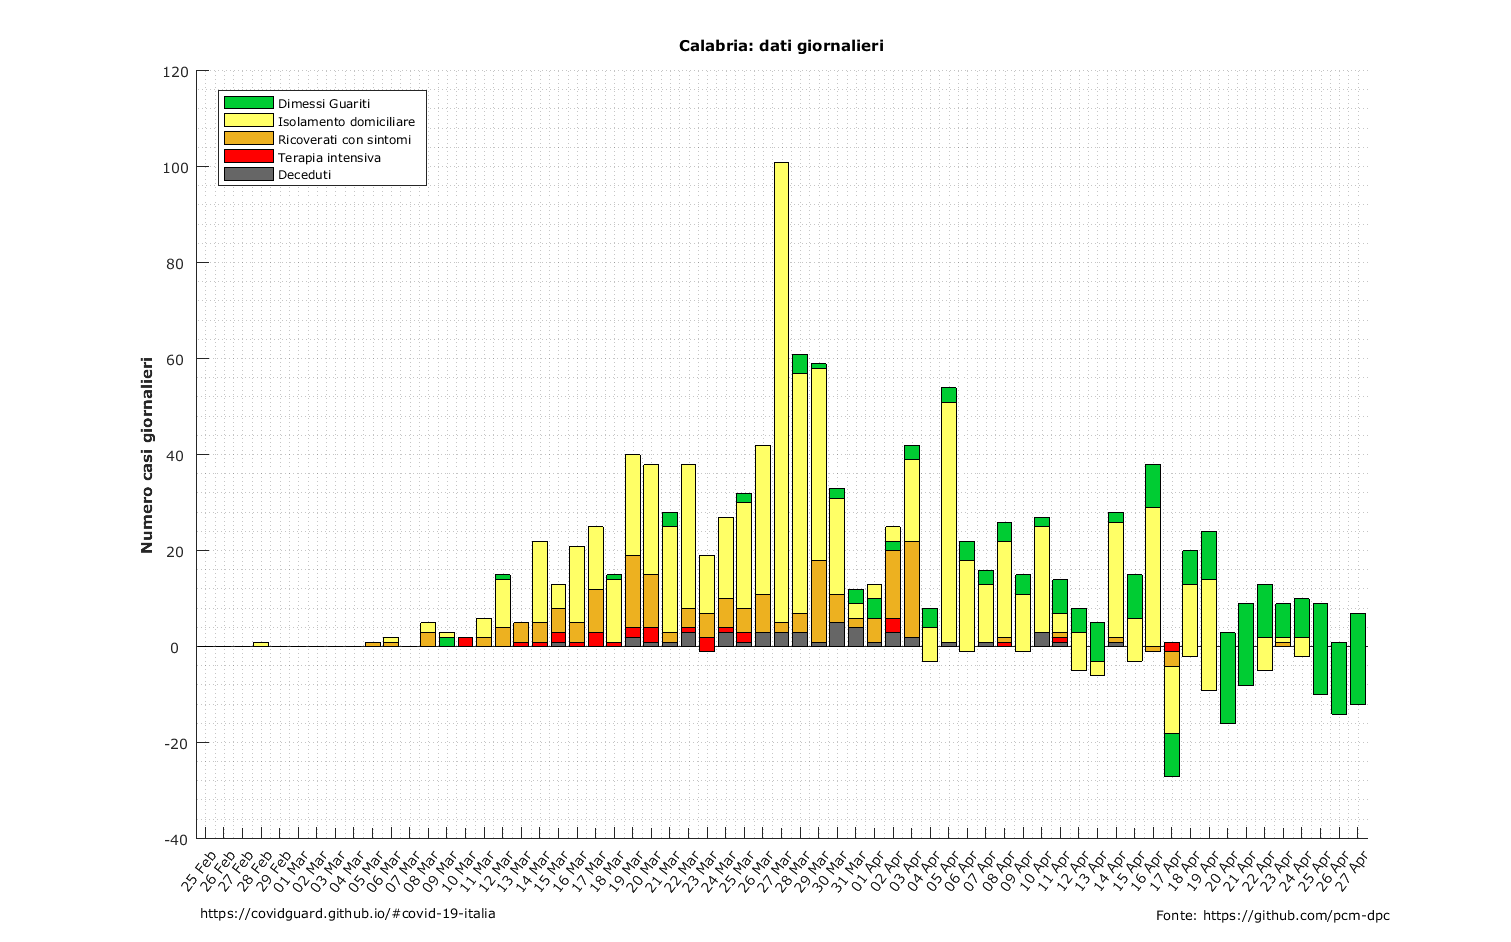 Calabria: dati giornalieri
Dimessi Guariti
Isolamento domiciliare
Ricoverati con sintomi
Terapia intensiva
Deceduti
Numero casi giornalieri
120
100
80
60
40
20
0
-20
-40
25 Feb
26 Feb
27 Feb
28 Feb
29 Feb
01 Mar
02 Mar
03 Mar
04 Mar
05 Mar
06 Mar
07 Mar
08 Mar
09 Mar
10 Mar
11 Mar
12 Mar
13 Mar
14 Mar
15 Mar
16 Mar
17 Mar
18 Mar
19 Mar
20 Mar
21 Mar
22 Mar
23 Mar
24 Mar
25 Mar
26 Mar
27 Mar
28 Mar
29 Mar
30 Mar
31 Mar
01 Apr
02 Apr
03 Apr
04 Apr
05 Apr
06 Apr
07 Apr
08 Apr
09 Apr
10 Apr
11 Apr
12 Apr
13 Apr
14 Apr
15 Apr
16 Apr
17 Apr
18 Apr
19 Apr
20 Apr
21 Apr
22 Apr
23 Apr
24 Apr
25 Apr
26 Apr
27 Apr
https://covidguard.github.io/#covid-19-italia
Fonte: https://github.com/pcm-dpc